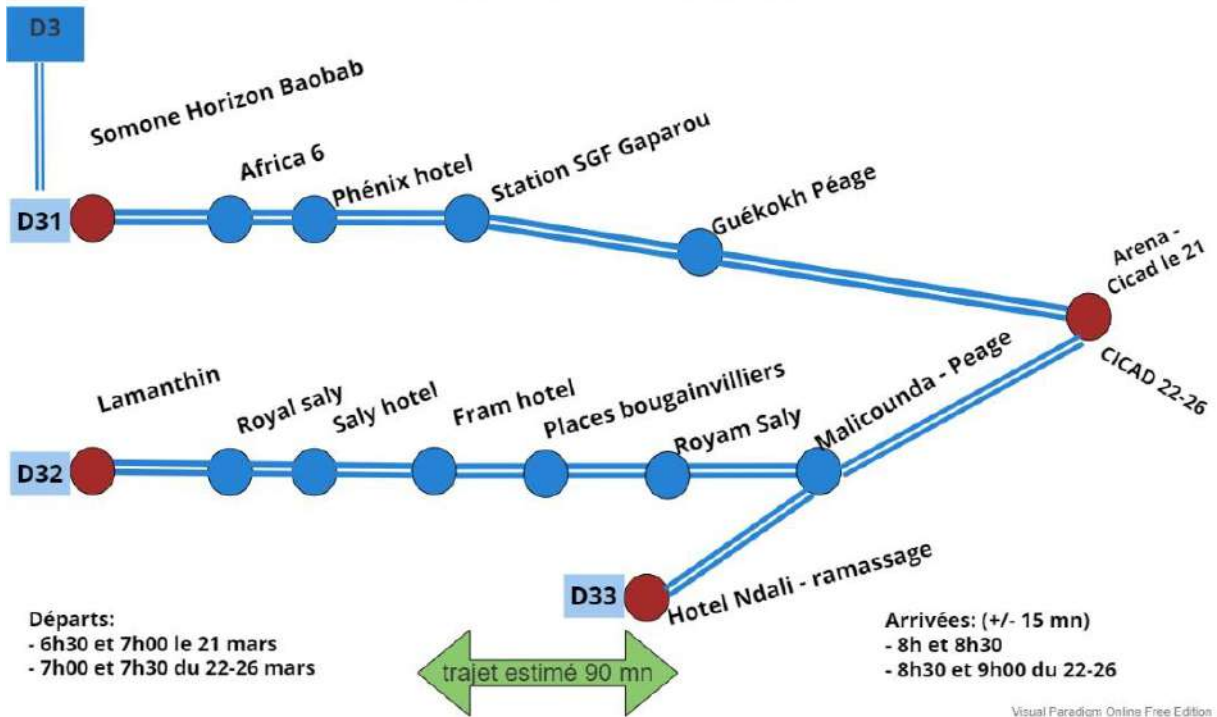 D3
Somone Horizon Baobab
Africa 6
Phénix hotel
Station SGF Gaparou
Guékokh Péage
Arena -
Cicad le 21
D31
CICAD 22-26
Lamanthin
Royal saly
Saly hotel
Fram hotel
Places bougainvilliers
Royam Saly
Malicounda - Peage
D32
D33
Hotel Ndali - ramassage
Départs:
- 6h30 et 7h00 le 21 mars
- 7h00 et 7h30 du 22-26 mars
trajet estimé 90 mn
Arrivées: (+/- 15 mn)
- 8h et 8h30
- 8h30 et 9h00 du 22-26
Visual Paradigm Online Free Edition